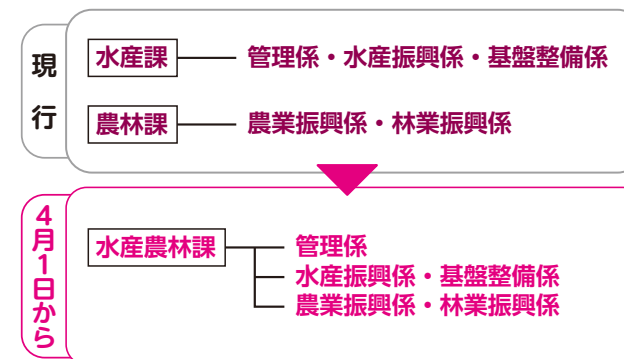 現行
水産課 管理係・水産振興係・基盤整備係
農林課 農業振興係・林業振興係
4月1日から
水産農林課 管理係
水産振興係・基盤整備係
農業振興係・林業振興係